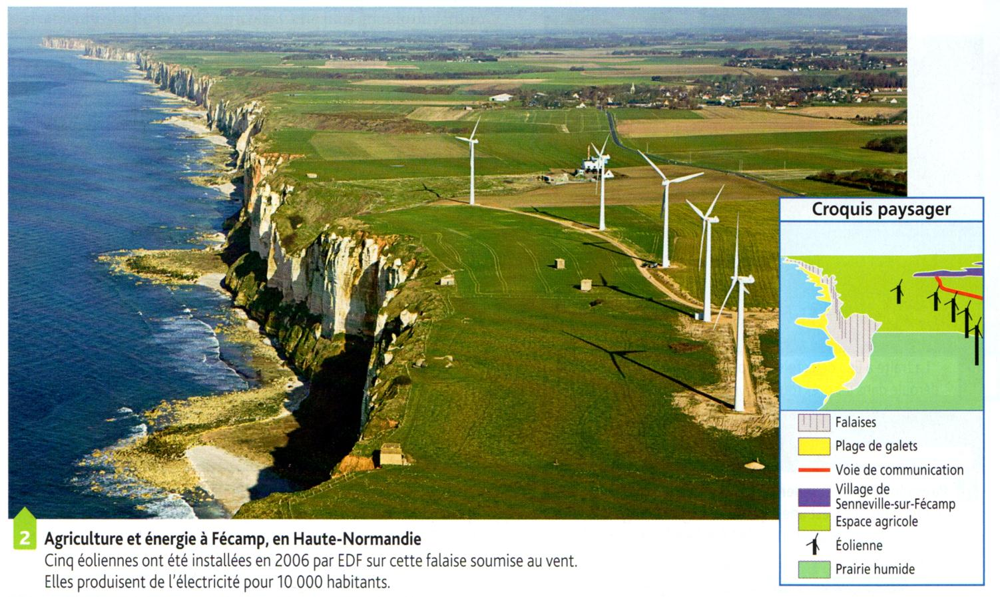 Croquis paysager
Falaises
Plage de galets
Voie de communication
Village de
Senneville-sur-Fécamp
Espace agricole
Éolienne
Prairie humide
2
Agriculture et énergie à Fécamp, en Haute-Normandie
Cinq éoliennes ont été installées en 2006 par EDF sur cette falaise soumise au vent.
Elles produisent de l'électricité pour 10 000 habitants.